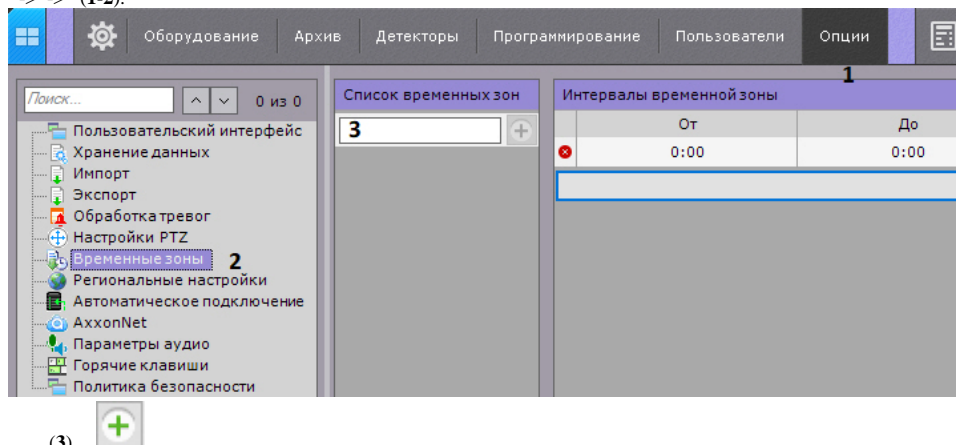 => => (1-2).
Оборудование Архив Детекторы Программирование Пользователи Опции
1
Поиск... 0 из 0
Список временных зон
Интервалы временной зоны
3
От До
0:00 0:00
Пользовательский интерфейс
Хранение данных
Импорт
Экспорт
Обработка тревог
Настройки PTZ
Временные зоны 2
Региональные настройки
Автоматическое подключение
AxxonNet
Параметры аудио
Горячие клавиши
Политика безопасности
(3)